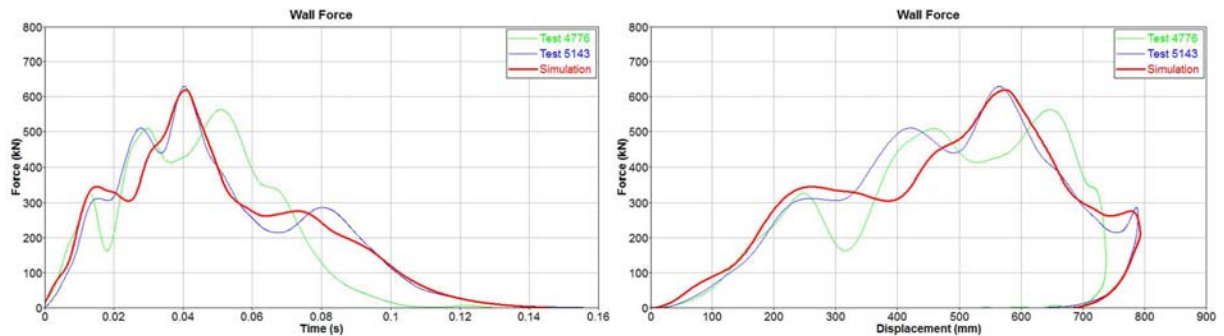 Wall Force
Test 4776
Test 5143
Simulation
Force (kN)
800
700
600
500
400
300
200
100
0
0 0.02 0.04 0.06 0.08 0.1 0.12 0.14 0.16
Time (s)
Wall Force
Test 4776
Test 5143
Simulation
Force (kN)
800
700
600
500
400
300
200
100
0
0 100 200 300 400 500 600 700 800 900
Displacement (mm)